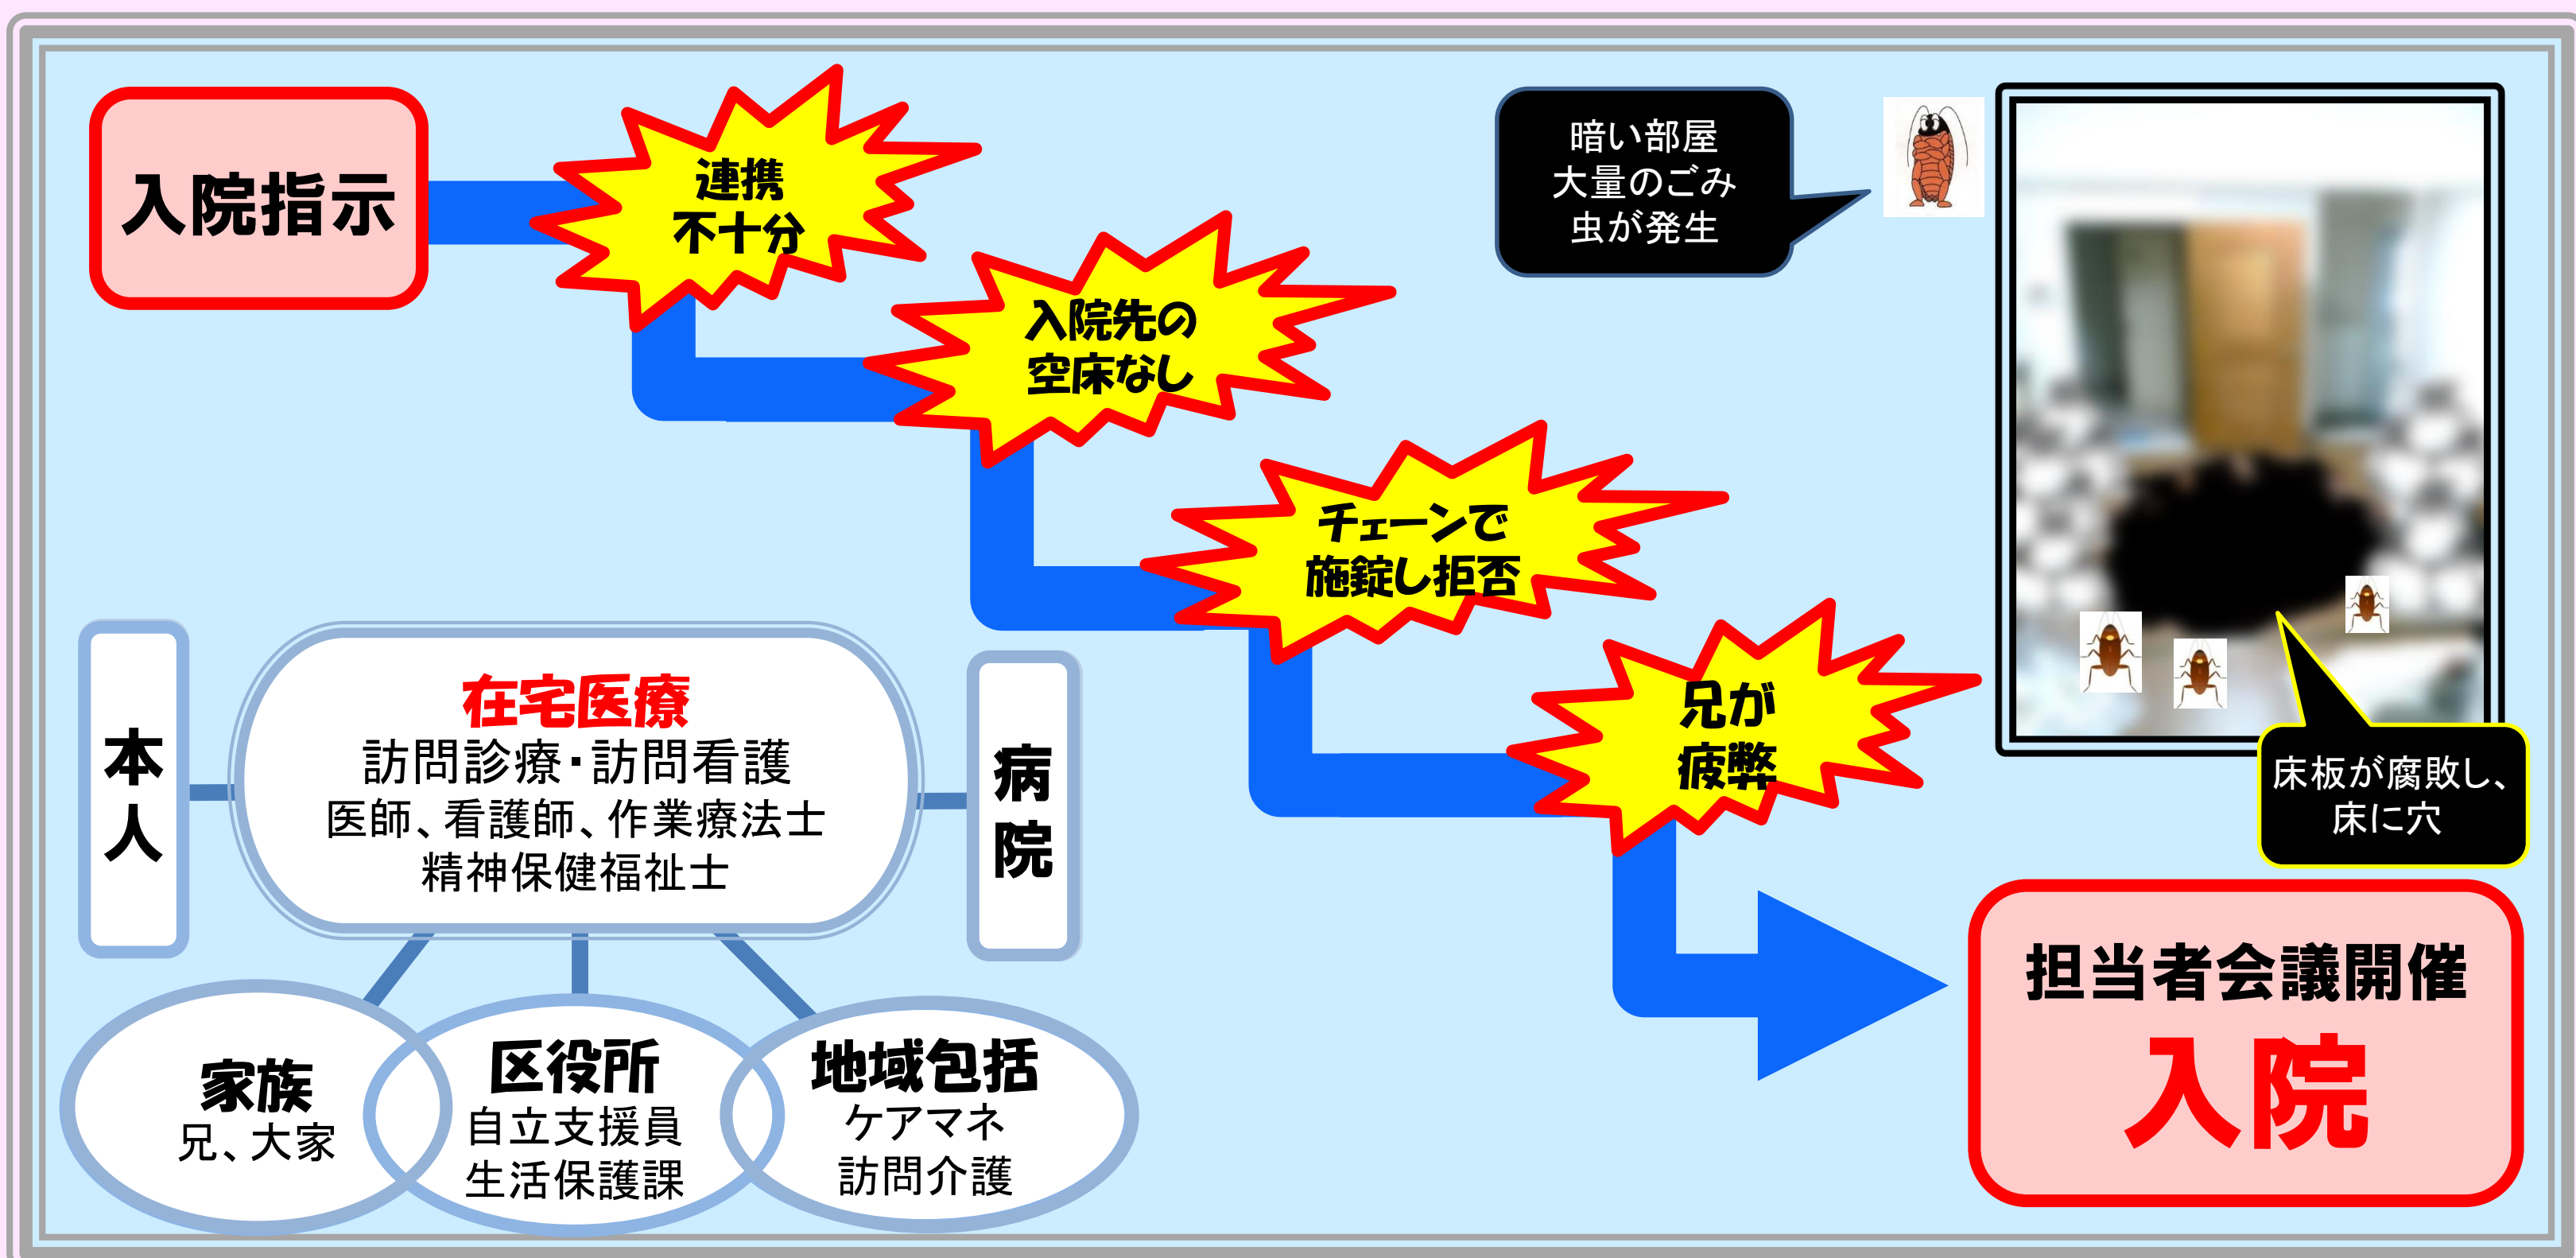 入院指示
連携
不十分
入院先の
空床なし
チェーンで
施錠し拒否
兄が
疲弊
暗い部屋
大量のごみ
虫が発生
床板が腐敗し、
床に穴
担当者会議開催
入院
本人
在宅医療
訪問診療・訪問看護
医師、看護師、作業療法士
精神保健福祉士
病院
家族
兄、大家
区役所
自立支援員
生活保護課
地域包括
ケアマネ
訪問介護